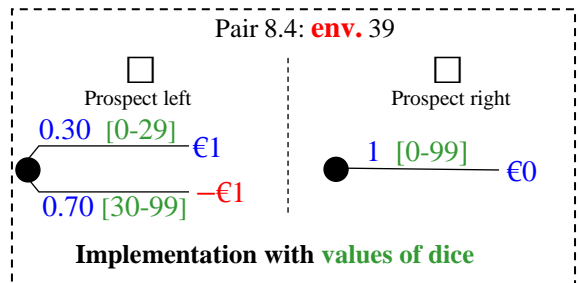 Pair 8.4: env. 39
Prospect left
Prospect right
0.30 [0-29]
€1
0.70 [30-99]
−€1
1 [0-99]
€0
Implementation with values of dice